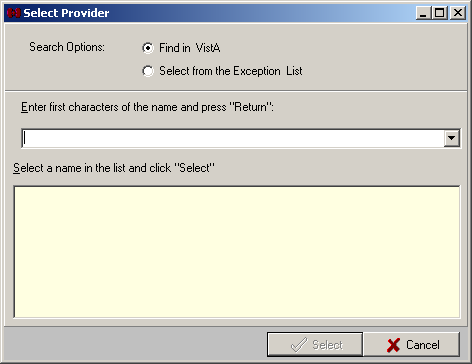 Select Provider
Search Options:
Find in VistA
Select from the Exception List
Enter first characters of the name and press "Return":
Select a name in the list and click "Select"
Select
Cancel